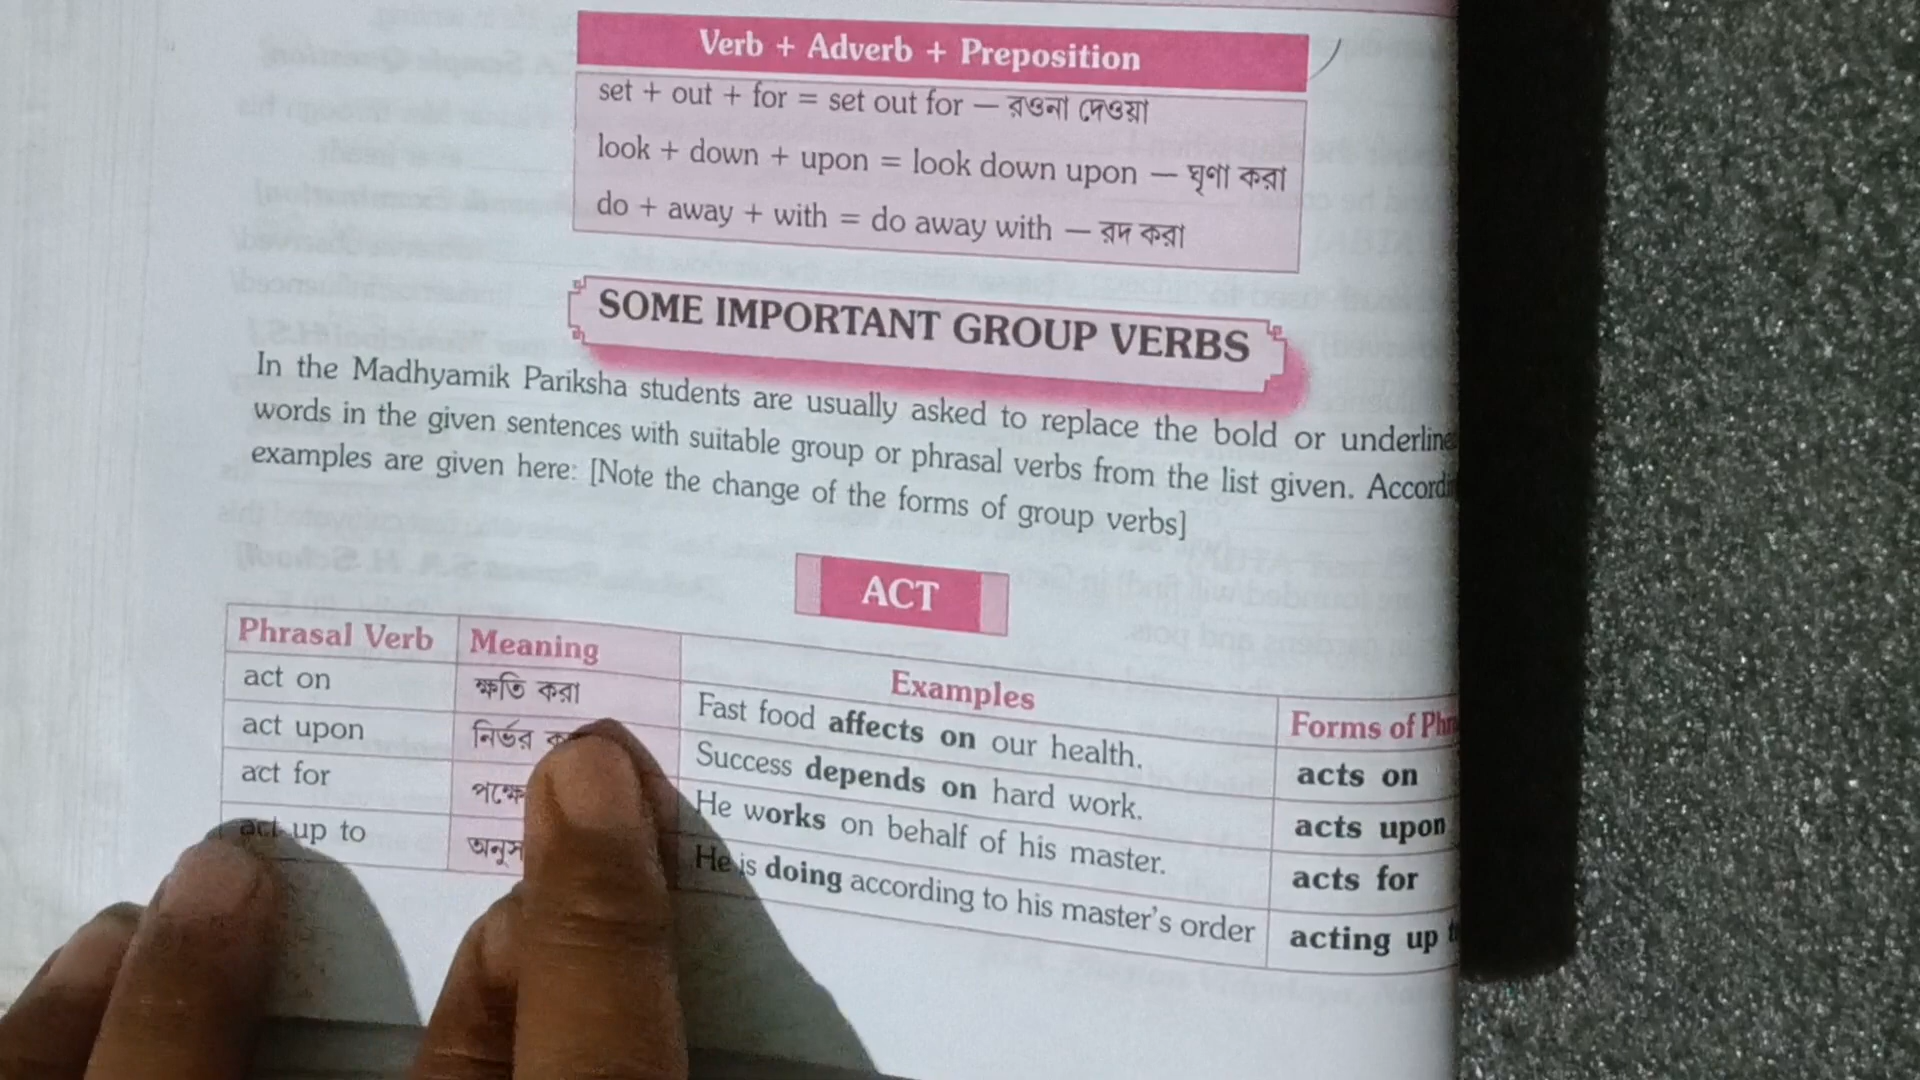 Verb + Adverb + Preposition
set + out + for = set out for — রওনা দেওয়া
look + down + upon = look down upon — ঘৃণা করা
do + away + with = do away with — রদ করা
SOME IMPORTANT GROUP VERBS
In the Madhyamik Pariksha students are usually asked to replace the bold or underline
words in the given sentences with suitable group or phrasal verbs from the list given. Accordi
examples are given here: [Note the change of the forms of group verbs]
ACT
Phrasal Verb Meaning Examples Forms of
act on ক্ষতি করা Fast food affects on our health. acts on
act upon নির্ভর Success depends on hard work. acts upon
act for পক্ষে He works on behalf of his master. acts for
act up to He is doing according to his master's order acting up